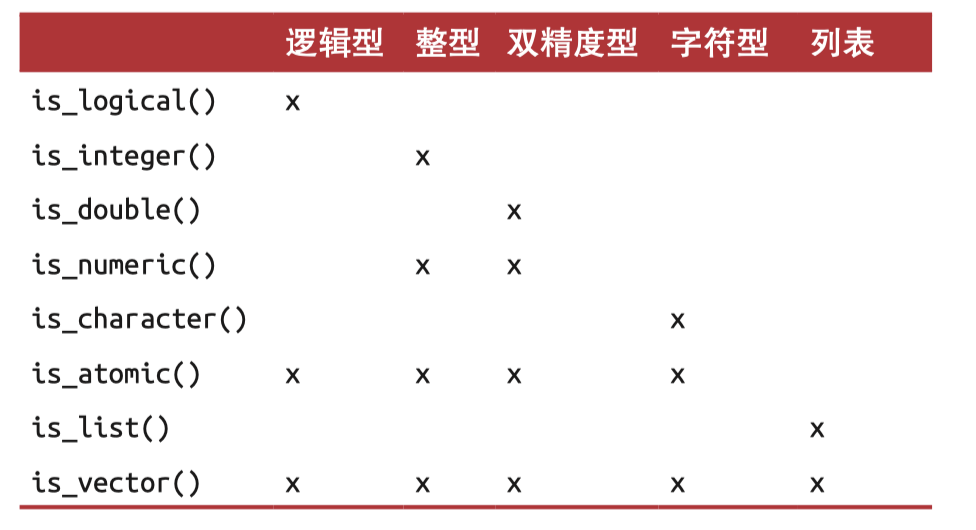 逻辑型 整型 双精度型 字符型 列表
is_logical() x
is_integer() x
is_double() x
is_numeric() x x
is_character() x
is_atomic() x x x x
is_list() x
is_vector() x x x x x